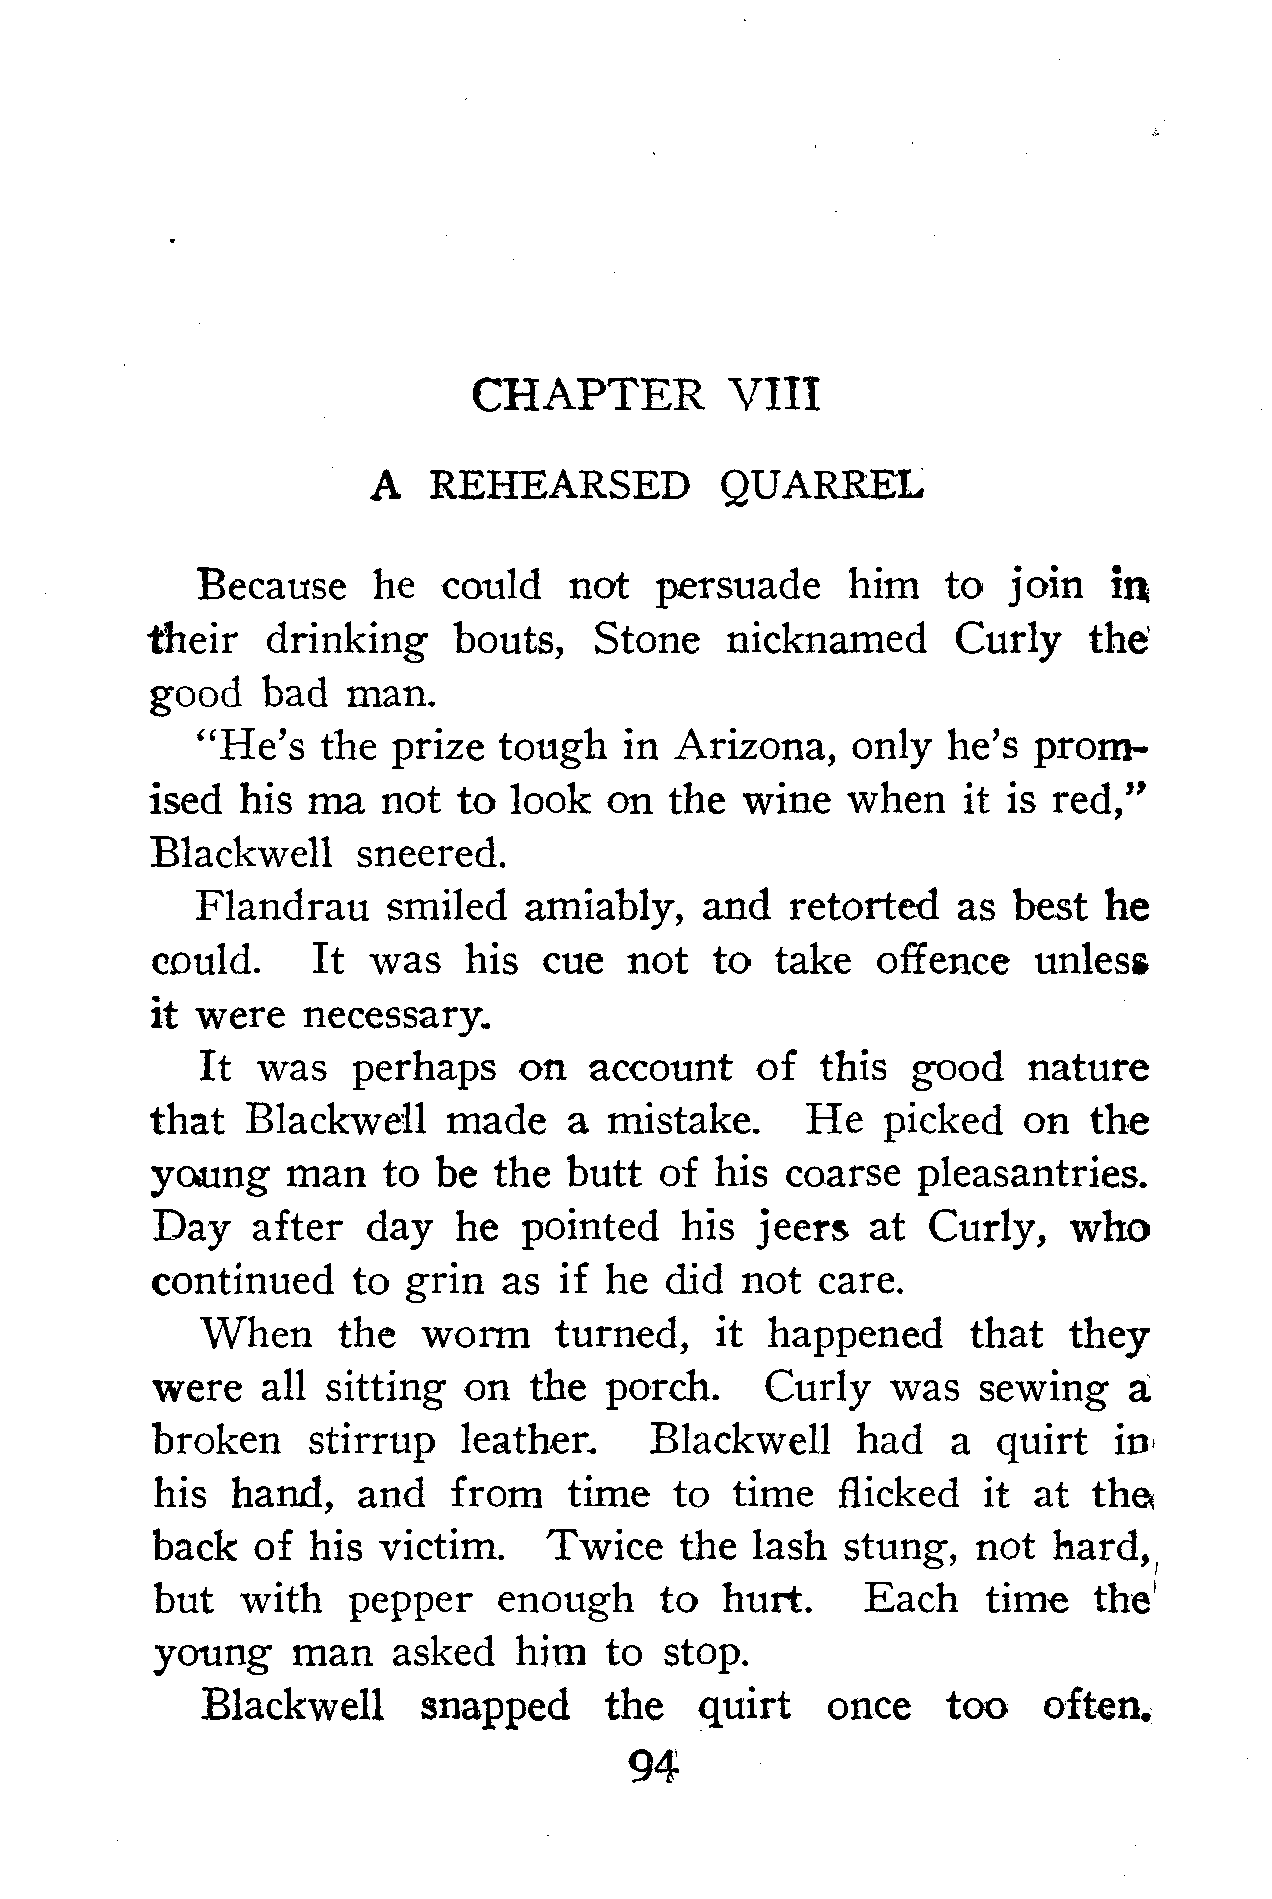 CHAPTER VIII
A REHEARSED QUARREL
Because he could not persuade him to join in
their drinking bouts, Stone nicknamed Curly the
good bad man.
“He’s the prize tough in Arizona, only he’s prom-
ised his ma not to look on the wine when it is red,”
Blackwell sneered.
Flandrau smiled amiably, and retorted as best he
could. It was his cue not to take offence unless
it were necessary.
It was perhaps on account of this good nature
that Blackwell made a mistake. He picked on the
young man to be the butt of his coarse pleasantries.
Day after day he pointed his jeers at Curly, who
continued to grin as if he did not care.
When the worm turned, it happened that they
were all sitting on the porch. Curly was sewing a
broken stirrup leather. Blackwell had a quirt in
his hand, and from time to time flicked it at the
back of his victim. Twice the lash stung, not hard,
but with pepper enough to hurt. Each time the
young man asked him to stop.
Blackwell snapped the quirt once too often.
94